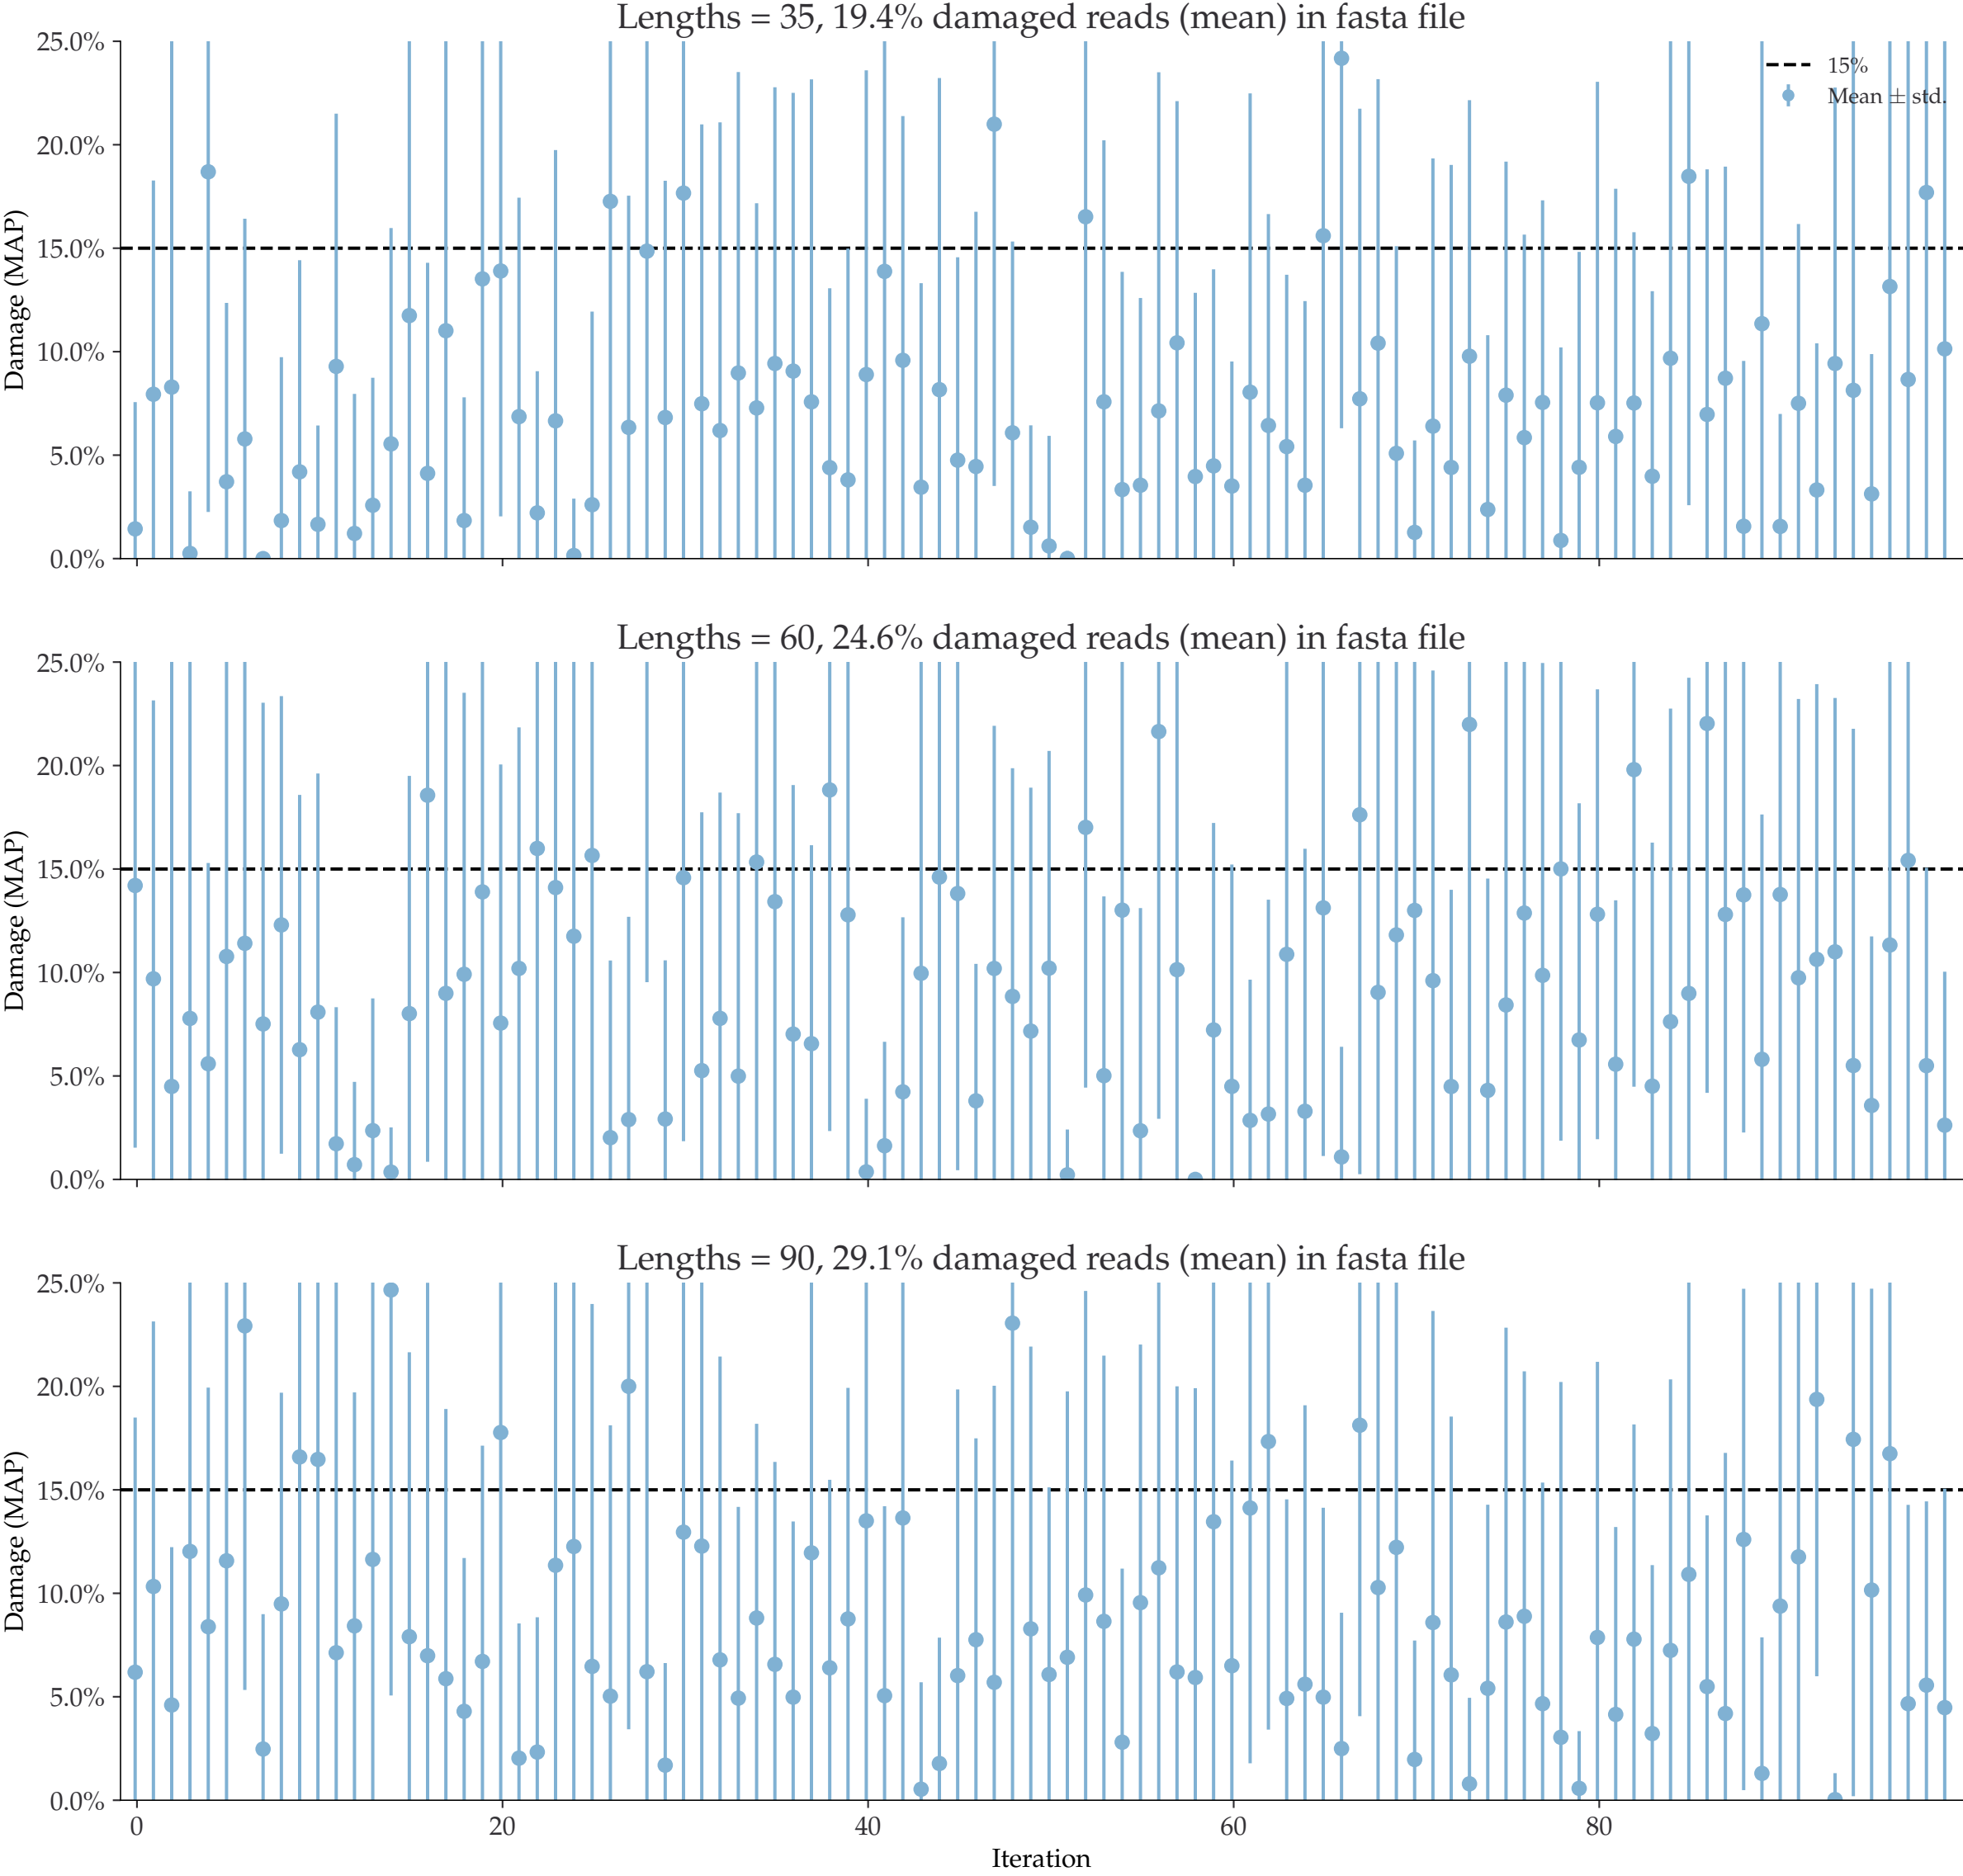 Lengths = 35, 19.4% damaged reads (mean) in fasta file
25.0%
20.0%
15.0%
10.0%
5.0%
0.0%
Damage (MAP)
15%
Mean ± std.
Lengths = 60, 24.6% damaged reads (mean) in fasta file
25.0%
20.0%
15.0%
10.0%
5.0%
0.0%
Damage (MAP)
Lengths = 90, 29.1% damaged reads (mean) in fasta file
25.0%
20.0%
15.0%
10.0%
5.0%
0.0%
Damage (MAP)
0 20 40 60 80
Iteration